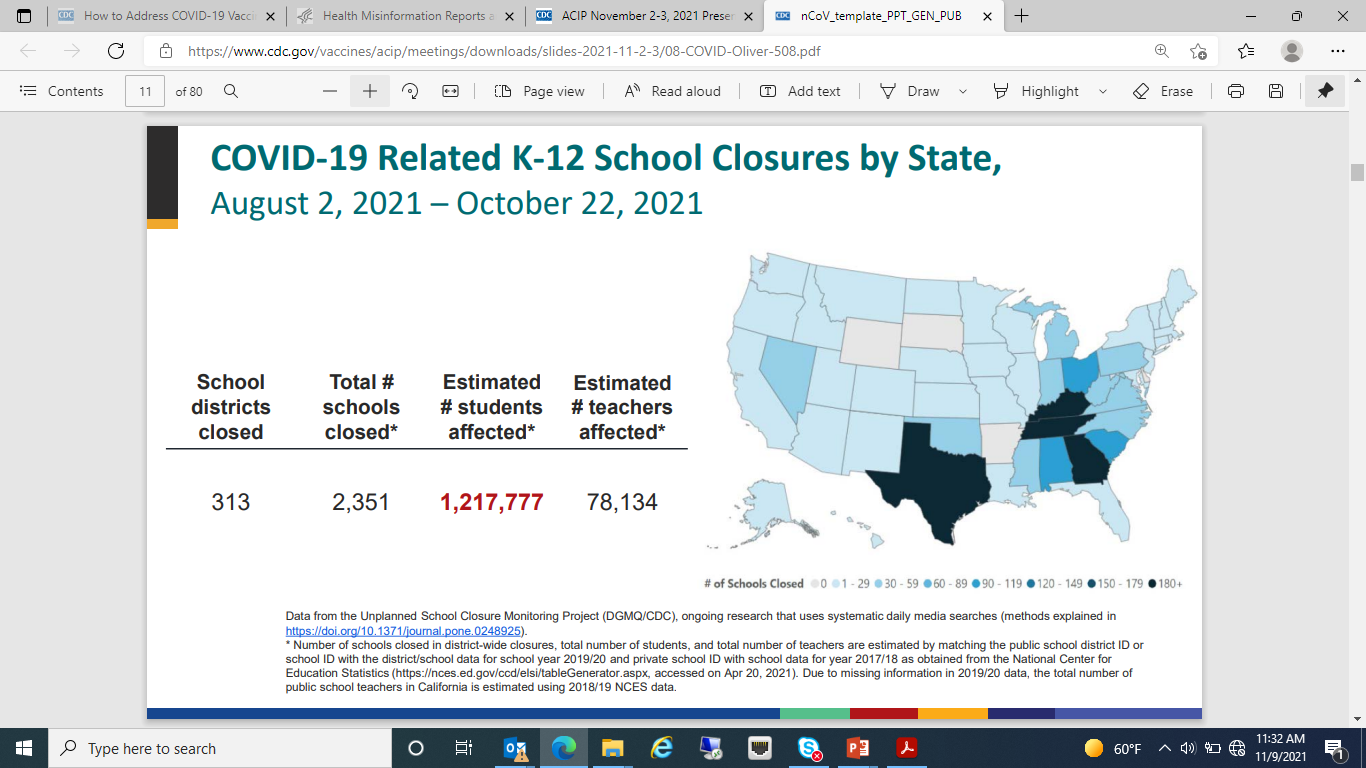 How to Address COVID-19 Vacci
Health Misinformation Reports a
ACIP November 2-3, 2021 Presen
nCoV_template_PPT_GEN_PUB
https://www.cdc.gov/vaccines/acip/meetings/downloads/slides-2021-11-2-3/08-COVID-Oliver-508.pdf
Contents 11 of 80 Page view Read aloud Add text Draw Highlight Erase
COVID-19 Related K-12 School Closures by State,
August 2, 2021 – October 22, 2021
School districts closed
Total # schools closed*
Estimated # students affected*
Estimated # teachers affected*
313 2,351 1,217,777 78,134
# of Schools Closed 0 1 - 29 30 - 59 60 - 89 90 - 119 120 - 149 150 - 179 180+
Data from the Unplanned School Closure Monitoring Project (DGMQ/CDC), ongoing research that uses systematic daily media searches (methods explained in
https://doi.org/10.1371/journal.pone.0248925).
* Number of schools closed in district-wide closures, total number of students, and total number of teachers are estimated by matching the public school district ID or
school ID with the district/school data for school year 2019/20 and private school ID with school data for year 2017/18 as obtained from the National Center for
Education Statistics (https://nces.ed.gov/ccd/elsi/tableGenerator.aspx, accessed on Apr 20, 2021). Due to missing information in 2019/20 data, the total number of
public school teachers in California is estimated using 2018/19 NCES data.
Type here to search
60°F
11:32 AM
11/9/2021
1